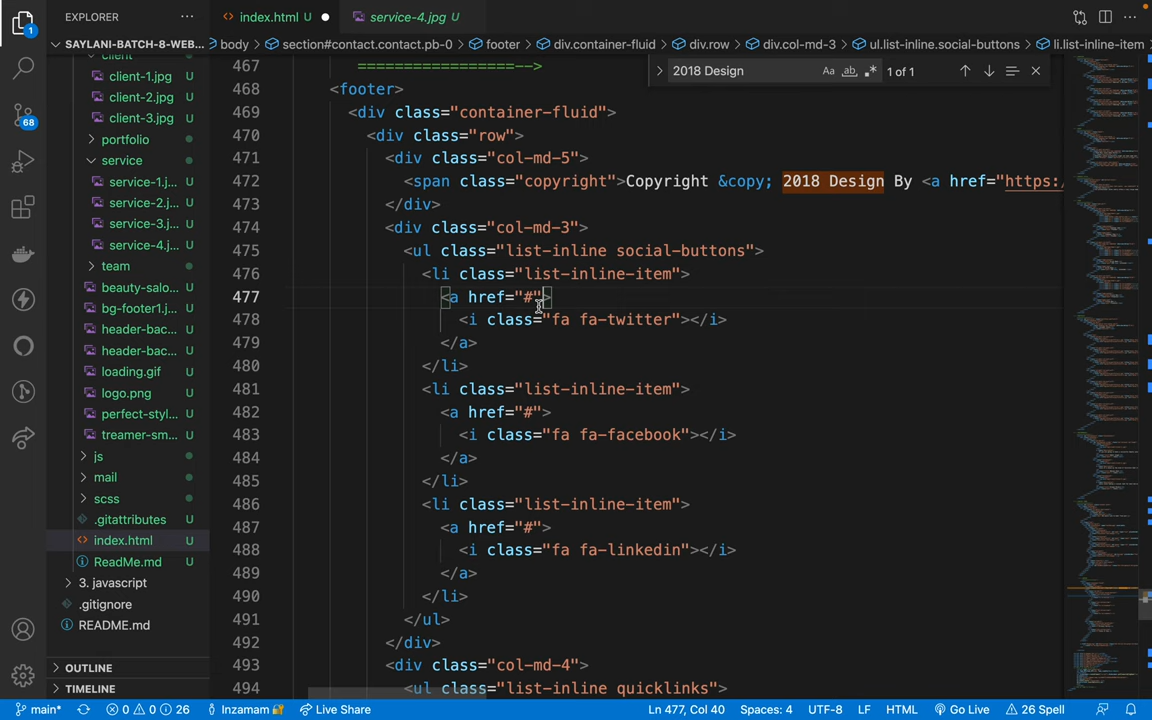 EXPLORER ···
index.html U
service-4.jpg U
SAYLANI-BATCH-8-WEB...
body > section#contact.contact.pb-0 > footer > div.container-fluid > div.row > div.col-md-3 > ul.list-inline.social-buttons > li.list-inline-item
2018 Design
Aa ab .*
1 of 1
1
68
client
client-1.jpg U
client-2.jpg U
client-3.jpg U
portfolio
service
service-1.j... U
service-2.j... U
service-3.j... U
service-4.j... U
team
beauty-salo... U
bg-footer1.j... U
header-bac... U
header-bac... U
loading.gif U
logo.png U
perfect-styl... U
treamer-sm... U
js
mail
scss
.gitattributes U
index.html U
ReadMe.md U
3. javascript
.gitignore
README.md
OUTLINE
TIMELINE
467 =================-->
468 <footer>
469 <div class="container-fluid">
470 <div class="row">
471 <div class="col-md-5">
472 <span class="copyright">Copyright &copy; 2018 Design By <a href="https:/
473 </div>
474 <div class="col-md-3">
475 <ul class="list-inline social-buttons">
476 <li class="list-inline-item">
477 <a href="#">
478 <i class="fa fa-twitter"></i>
479 </a>
480 </li>
481 <li class="list-inline-item">
482 <a href="#">
483 <i class="fa fa-facebook"></i>
484 </a>
485 </li>
486 <li class="list-inline-item">
487 <a href="#">
488 <i class="fa fa-linkedin"></i>
489 </a>
490 </li>
491 </ul>
492 </div>
493 <div class="col-md-4">
494 <ul class="list-inline quicklinks">
main* 0 0 26 Inzamam Live Share Ln 477, Col 40 Spaces: 4 UTF-8 LF HTML Go Live 26 Spell